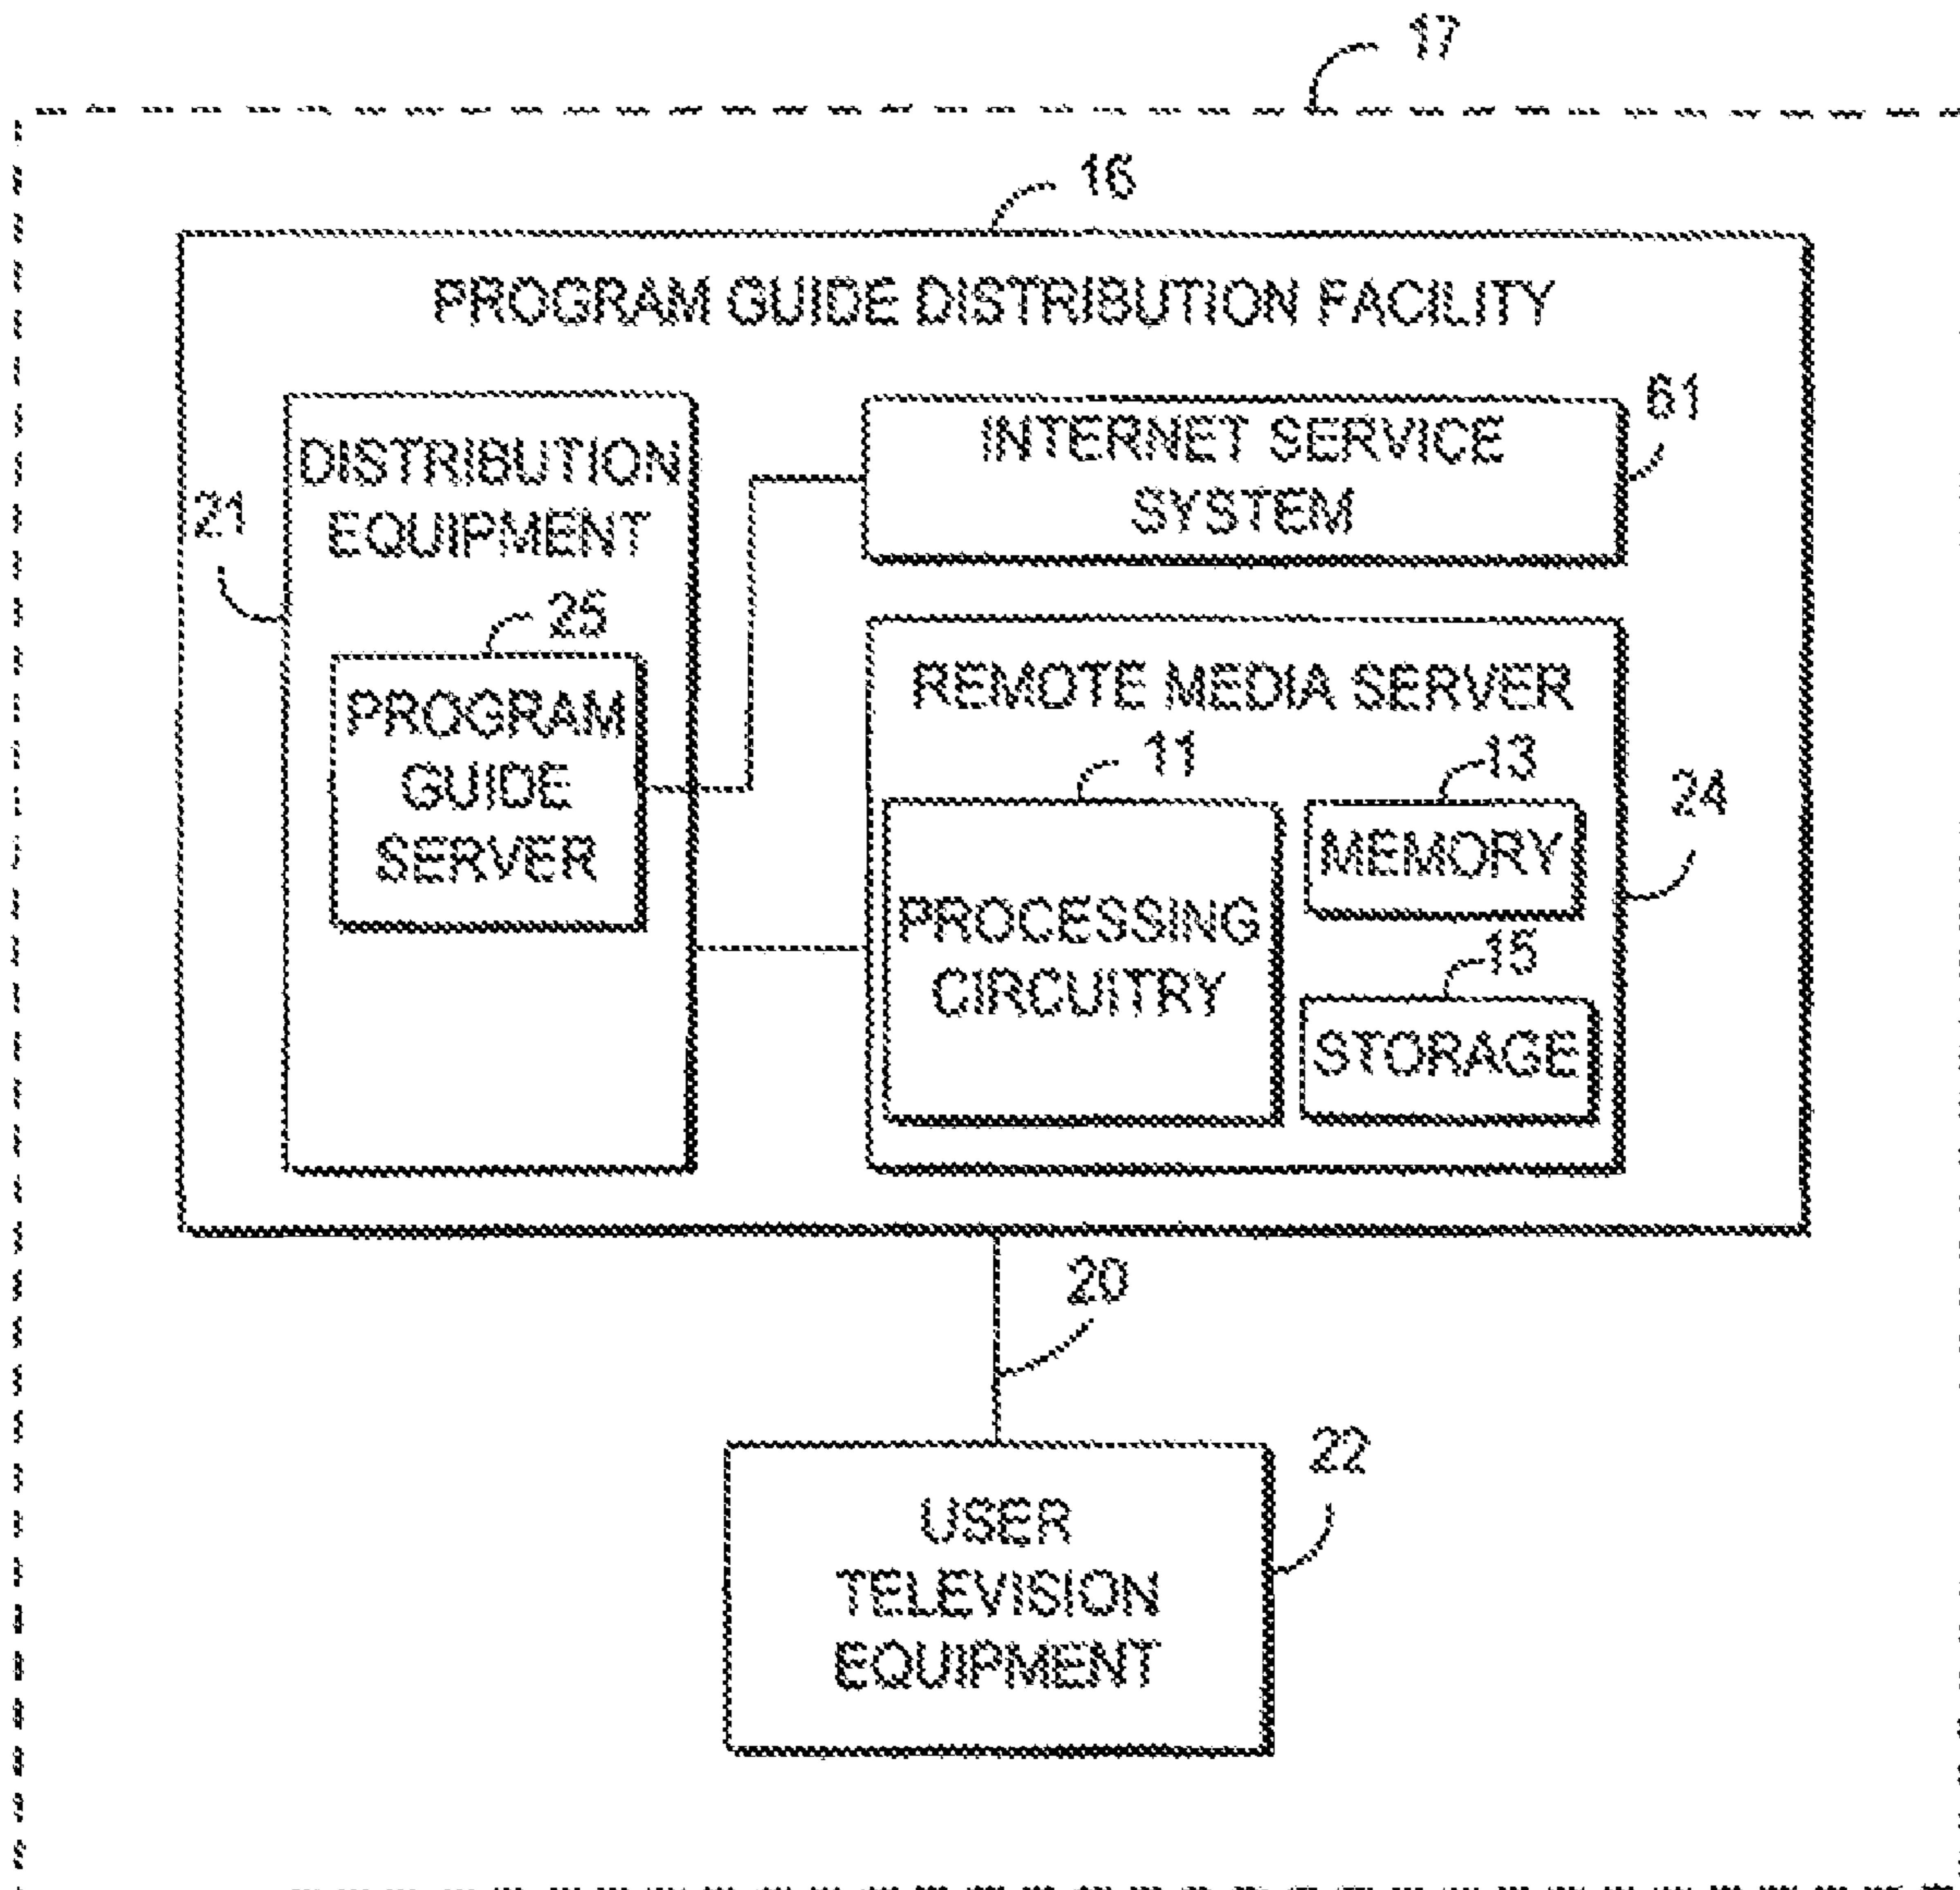 17
16
PROGRAM GUIDE DISTRIBUTION FACILITY
DISTRIBUTION
EQUIPMENT
21
25
PROGRAM
GUIDE
SERVER
INTERNET SERVICE
SYSTEM
61
REMOTE MEDIA SERVER
11
PROCESSING
CIRCUITRY
13
MEMORY
15
STORAGE
24
20
USER
TELEVISION
EQUIPMENT
22